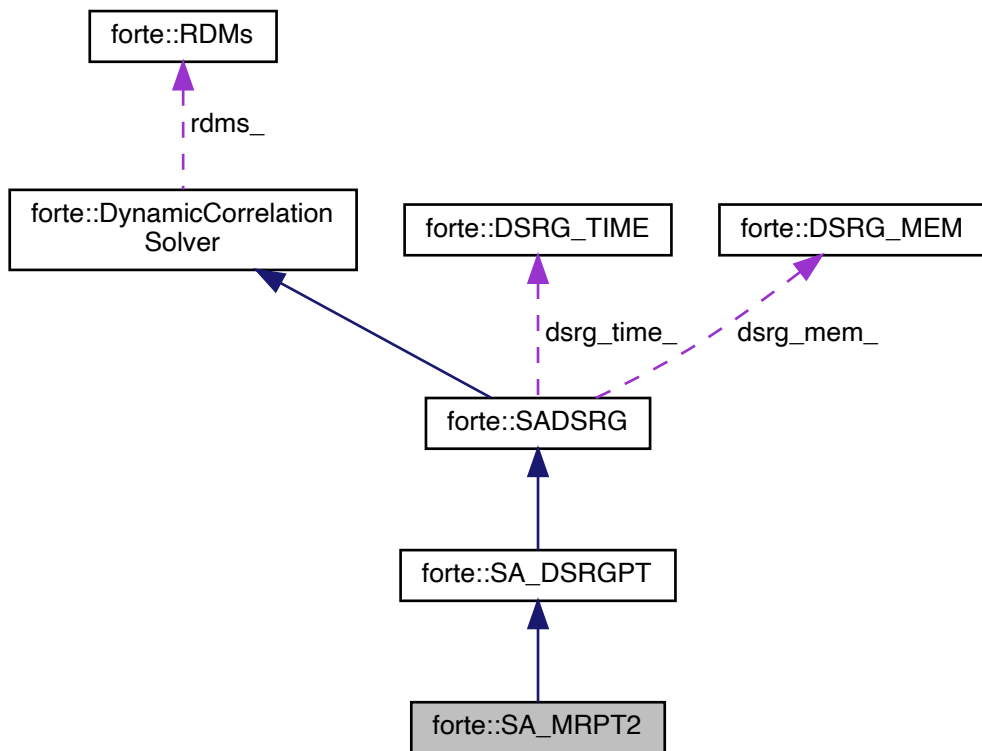 forte::RDMs
rdms_
forte::DynamicCorrelation
Solver
forte::DSRG_TIME
forte::DSRG_MEM
dsrg_time_
dsrg_mem_
forte::SADSRG
forte::SA_DSRGPT
forte::SA_MRPT2